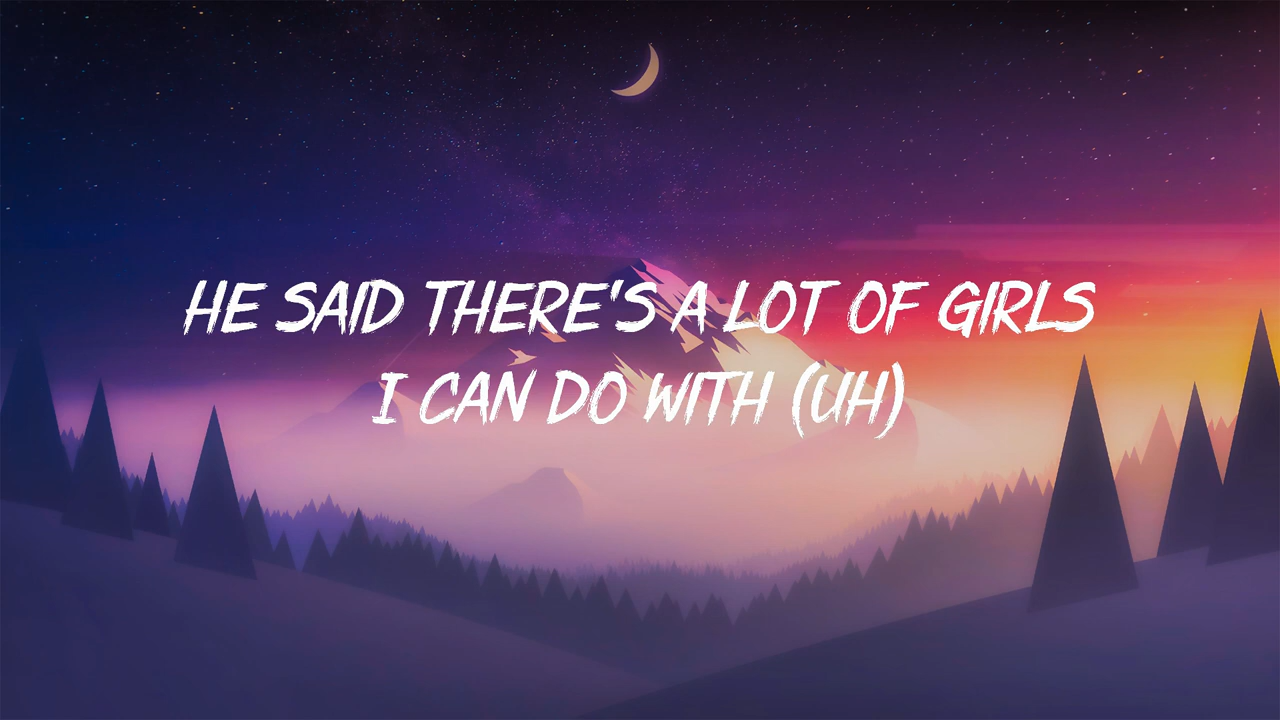 HE SAID THERE'S A LOT OF GIRLS
I CAN DO WITH (UH)